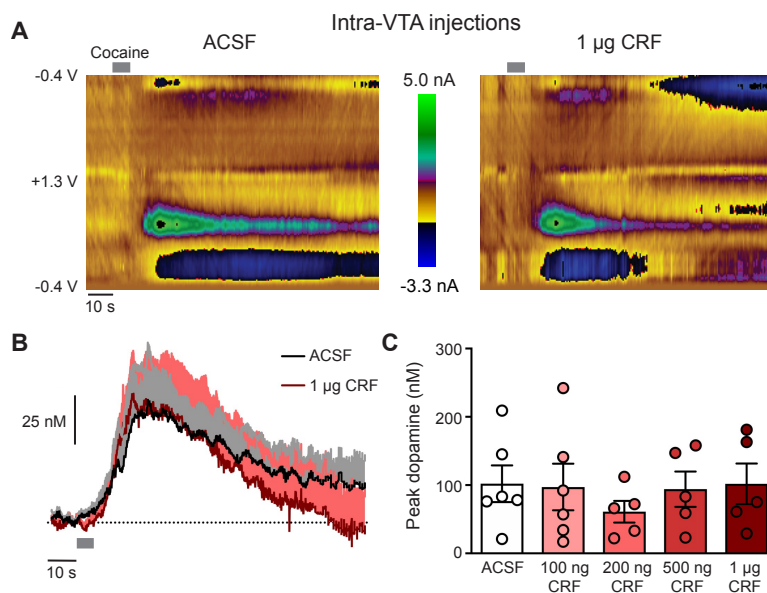 Intra-VTA injections
A
ACSF
1 µg CRF
Cocaine
-0.4 V
+1.3 V
-0.4 V
10 s
5.0 nA
-3.3 nA
B
ACSF
1 µg CRF
25 nM
10 s
C
Peak dopamine (nM)
300
200
100
0
ACSF
100 ng
CRF
200 ng
CRF
500 ng
CRF
1 µg
CRF